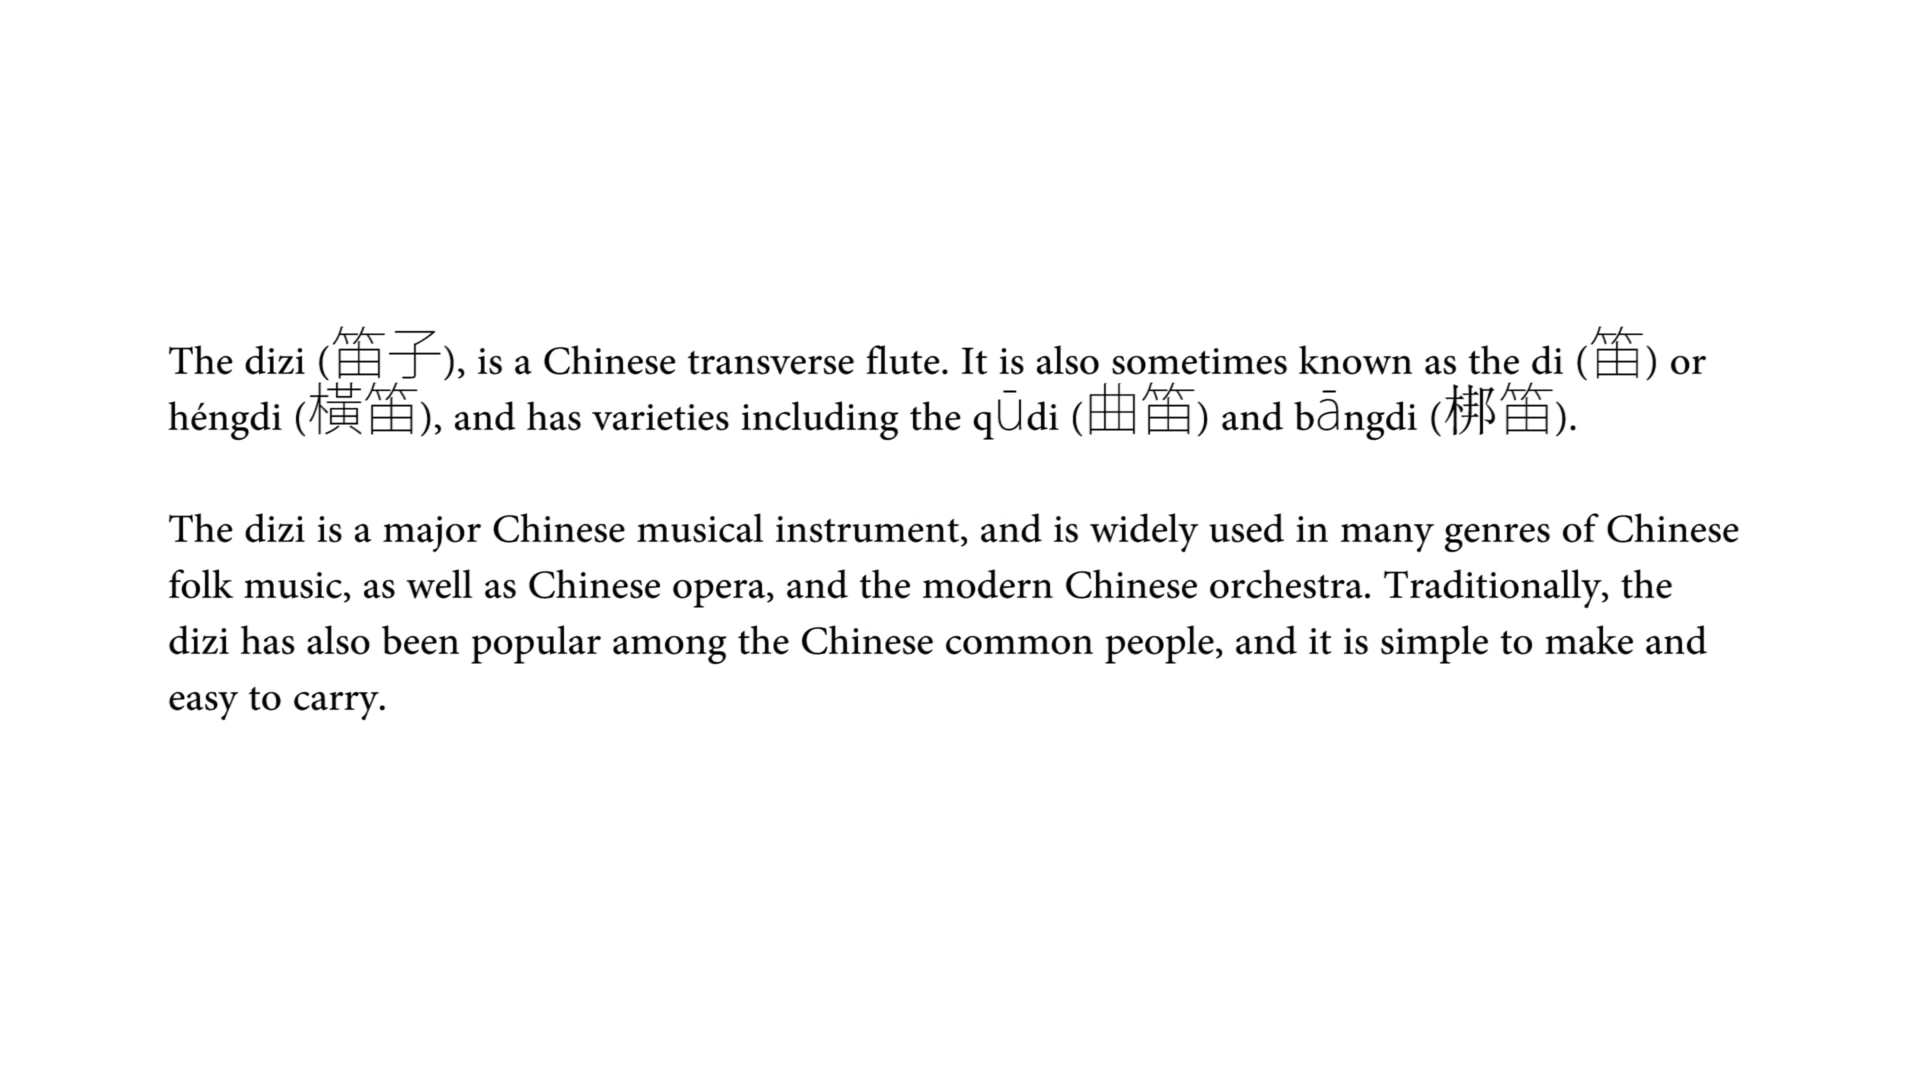 The dizi (笛子), is a Chinese transverse flute. It is also sometimes known as the di (笛) or
héngdi (橫笛), and has varieties including the qūdi (曲笛) and bāngdi (梆笛).
The dizi is a major Chinese musical instrument, and is widely used in many genres of Chinese
folk music, as well as Chinese opera, and the modern Chinese orchestra. Traditionally, the
dizi has also been popular among the Chinese common people, and it is simple to make and
easy to carry.